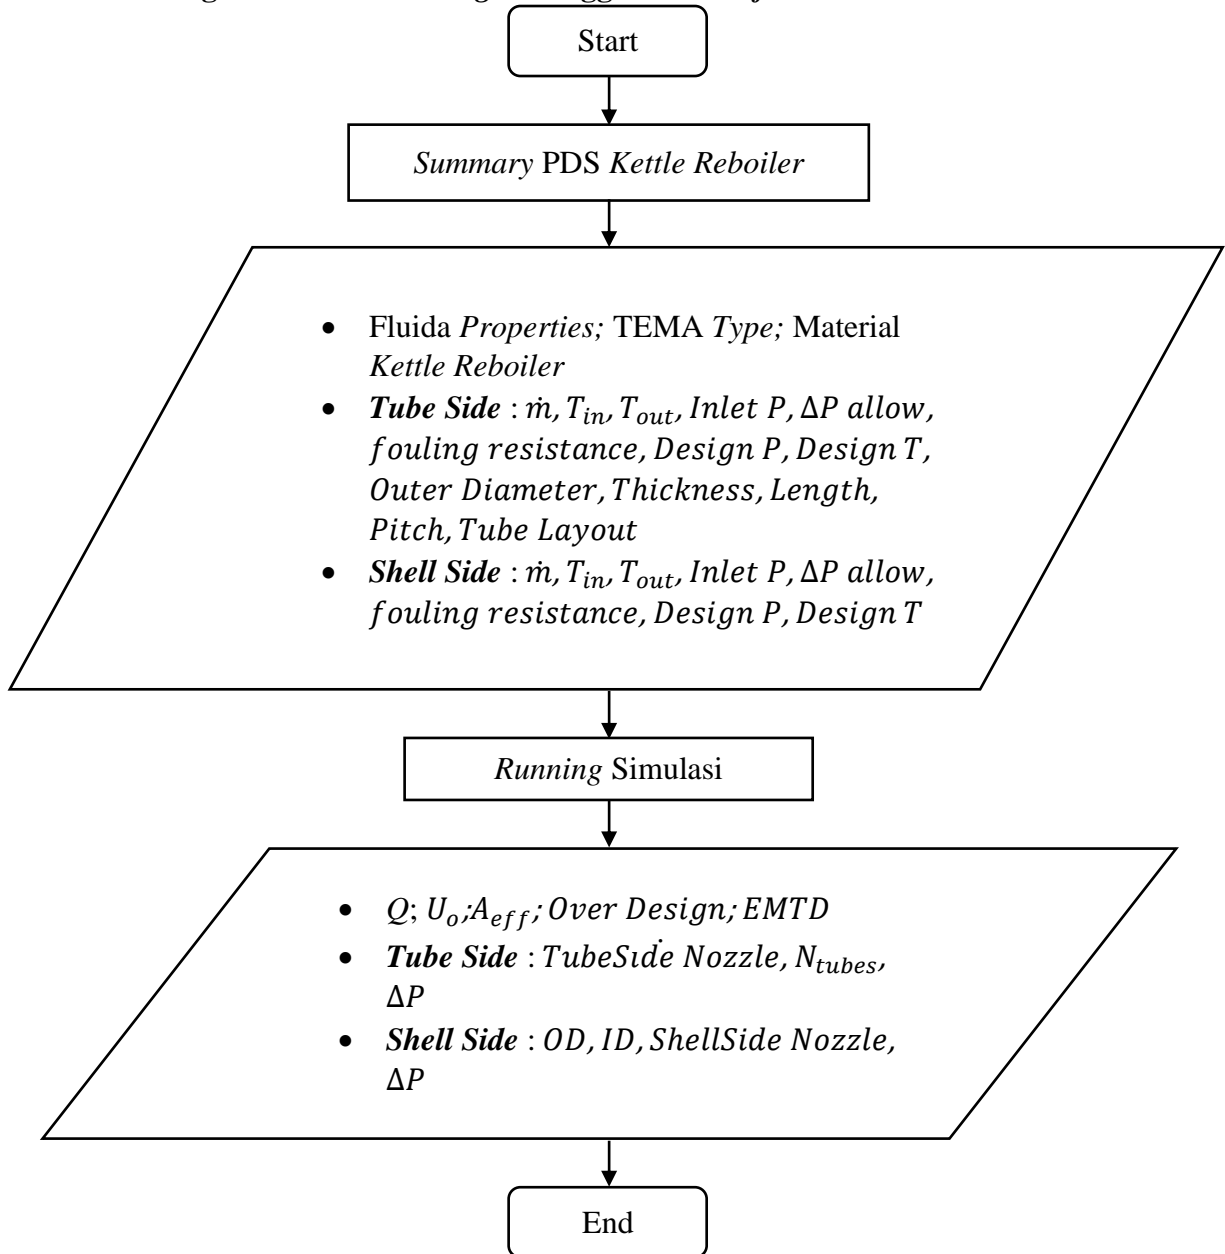 Start
Summary PDS Kettle Reboiler
• Fluida Properties; TEMA Type; Material
Kettle Reboiler
• Tube Side : ṁ, T_in, T_out, Inlet P, ΔP allow,
fouling resistance, Design P, Design T,
Outer Diameter, Thickness, Length,
Pitch, Tube Layout
• Shell Side : ṁ, T_in, T_out, Inlet P, ΔP allow,
fouling resistance, Design P, Design T
Running Simulasi
• Q; U_o; A_eff; Over Design; EMTD
• Tube Side : TubeSide Nozzle, N_tubes,
ΔP
• Shell Side : OD, ID, ShellSide Nozzle,
ΔP
End